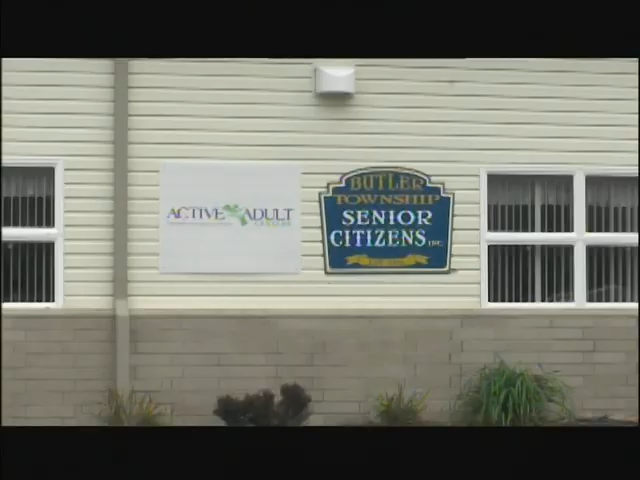 ACTIVE ADULT
BUTLER
TOWNSHIP
SENIOR
CITIZENS INC.